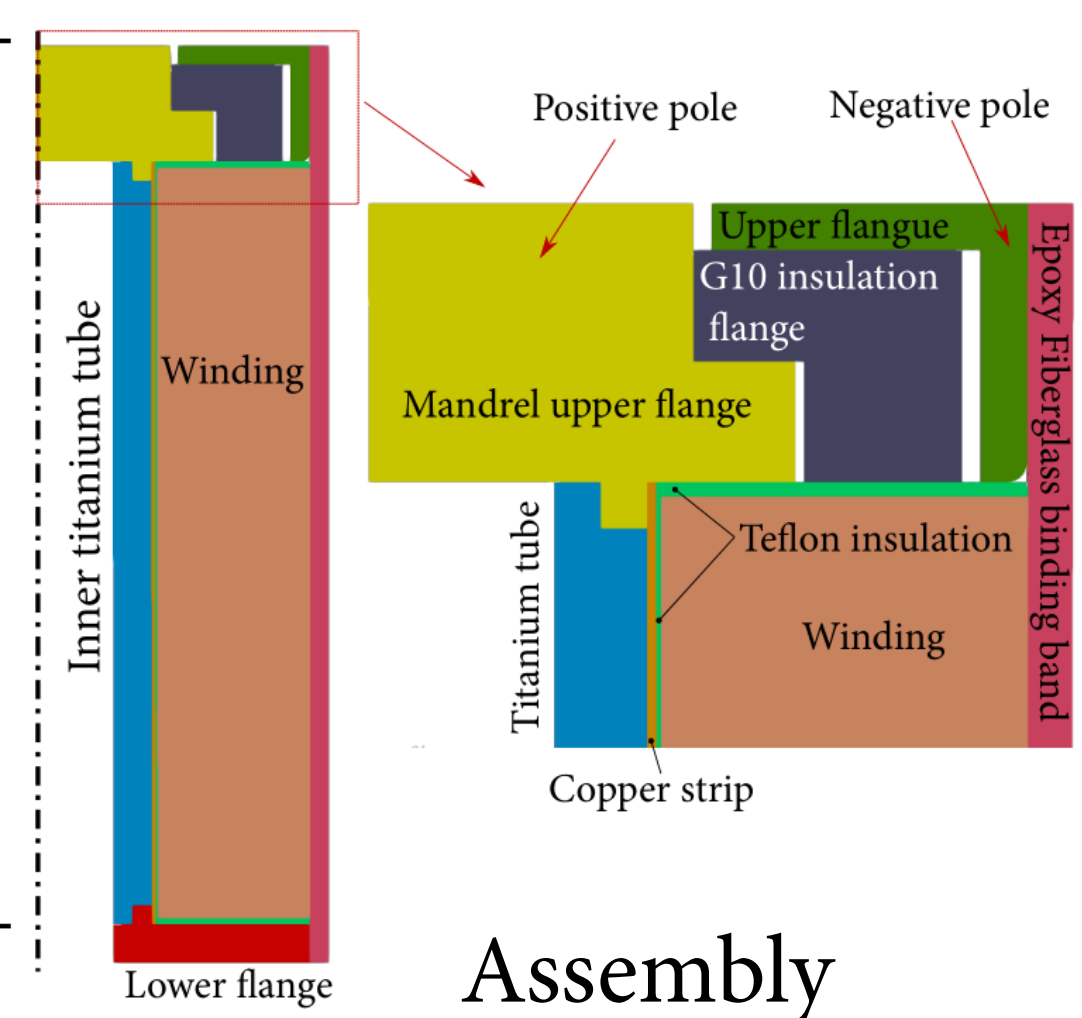 Positive pole
Negative pole
Upper flangue
G10 insulation
flange
Mandrel upper flange
Epoxy Fiberglass binding band
Inner titanium tube
Winding
Titanium tube
Teflon insulation
Winding
Copper strip
Lower flange
Assembly